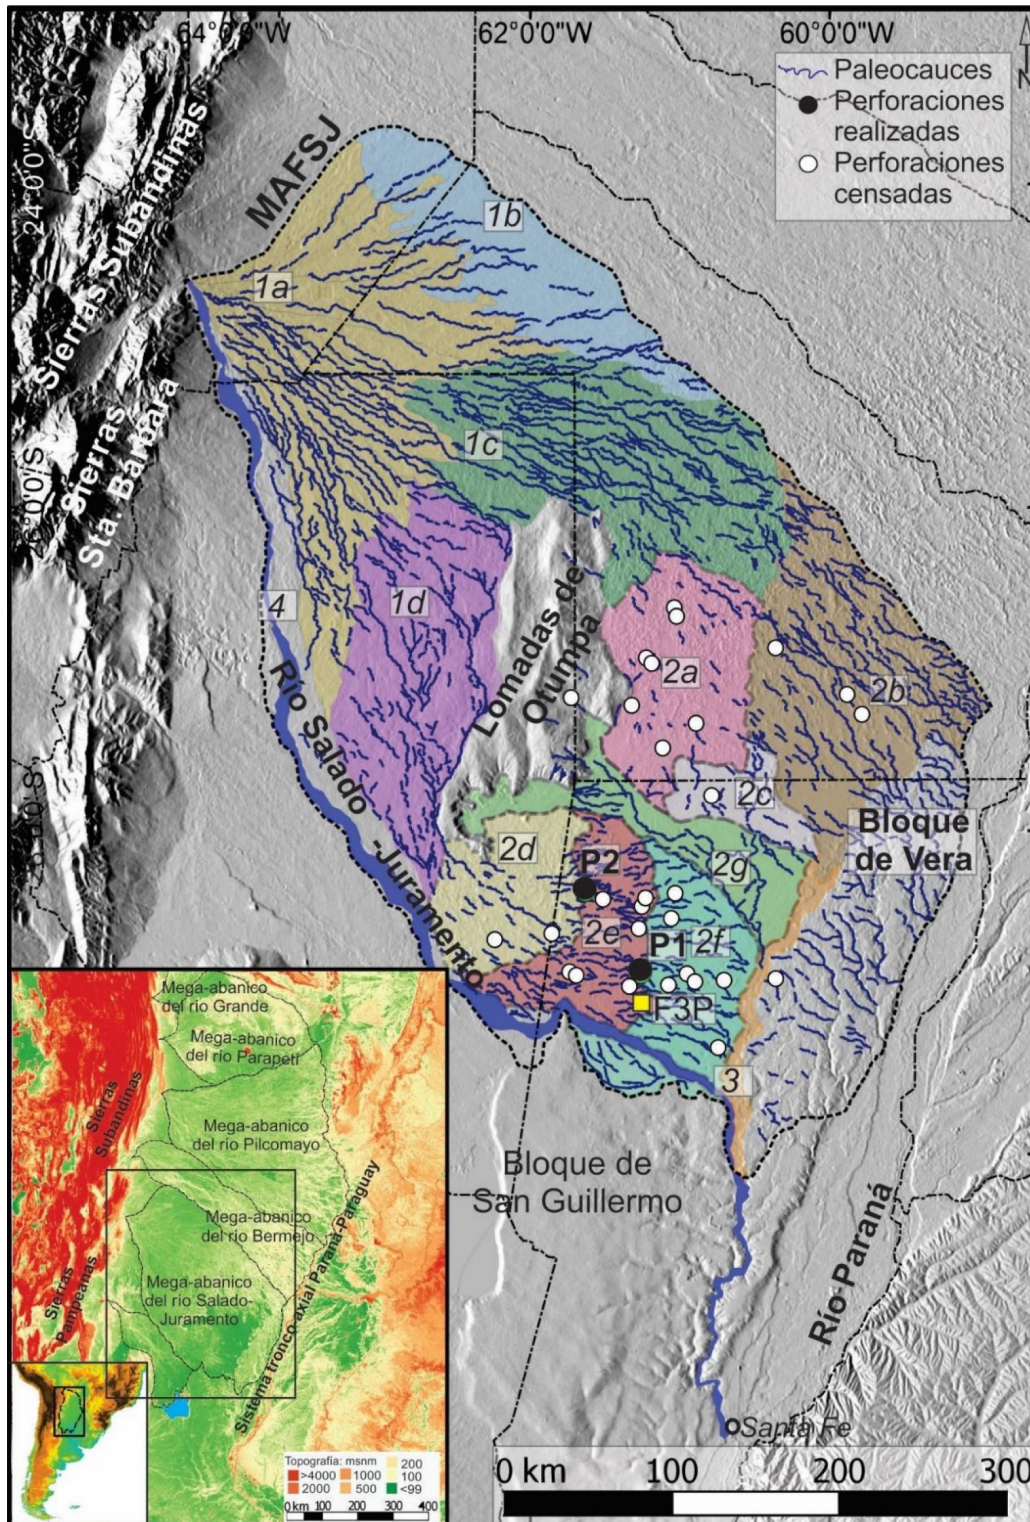 64°0'0"W
62°0'0"W
60°0'0"W
N
Paleocauces
Perforaciones
realizadas
Perforaciones
censadas
24°0'0"S
Sierras Subandinas
MAFSJ
1b
1a
Sierras
Sta. Bárbara
1c
1d
4
Lomadas de
Otumpa
2a
2b
Río Salado
-Juramento
2c
Bloque
de Vera
2d
P2
2g
2e
P1
2f
F3P
3
Bloque de
San Guillermo
Río-Paraná
Santa Fe
0 km
100
200
300
Mega-abanico
del río Grande
Mega-abanico
del río Parapetí
Sierras
Subandinas
Mega-abanico
del río Pilcomayo
Mega-abanico
del río Bermejo
Mega-abanico
del río Salado-
Juramento
Sierras
Pampeanas
Sistema tronco axial Paraná-Paraguay
Topografía: msnm
>4000
1000
200
2000
500
100
<99
0 km
100
200
300
400